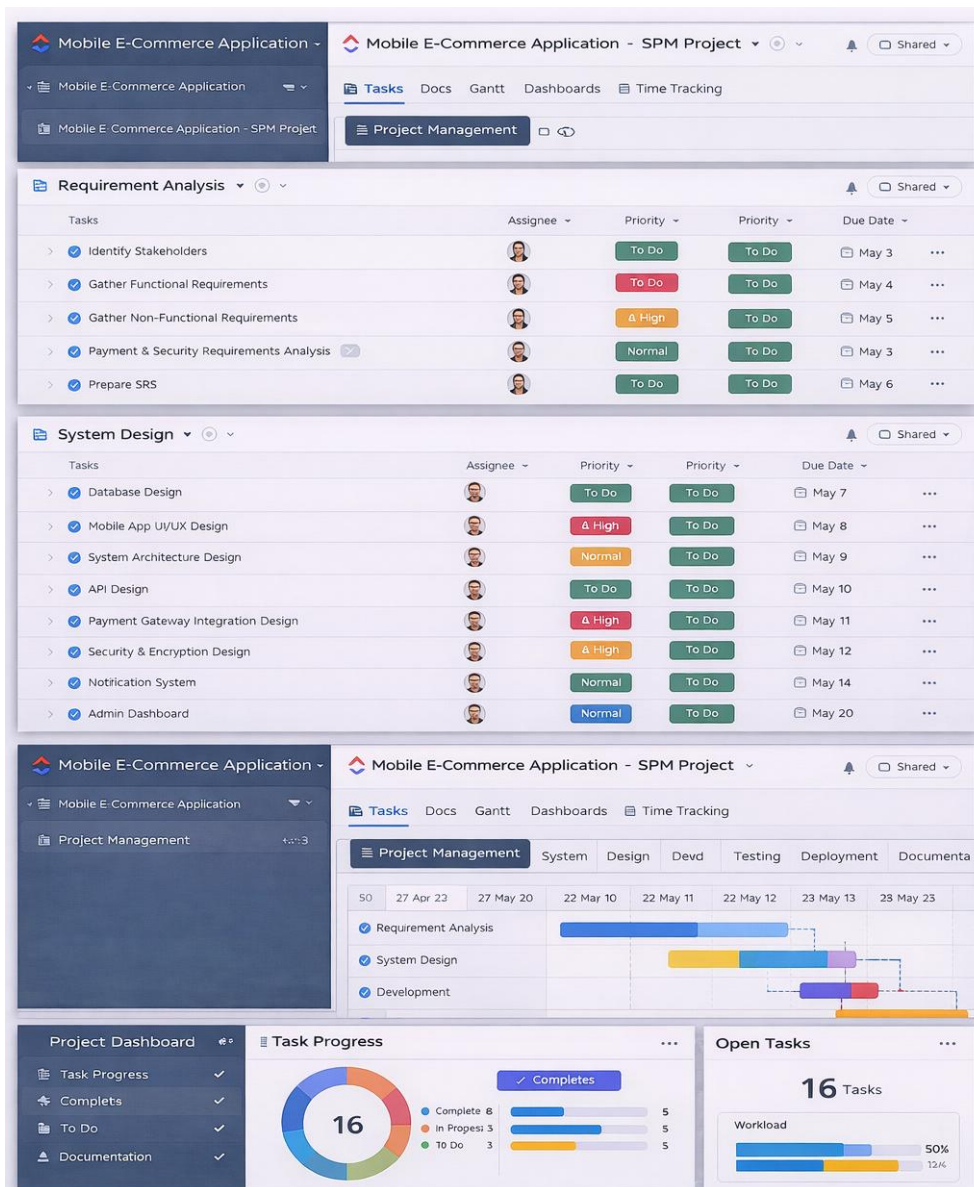 Mobile E-Commerce Application
Mobile E-Commerce Application - SPM Project
Shared
Mobile E-Commerce Application
Tasks Docs Gantt Dashboards Time Tracking
Mobile E-Commerce Application - SPM Projert
Project Management
Requirement Analysis
Shared
Tasks Assignee Priority Priority Due Date
Identify Stakeholders To Do To Do May 3
Gather Functional Requirements To Do To Do May 4
Gather Non-Functional Requirements High To Do May 5
Payment & Security Requirements Analysis Normal To Do May 3
Prepare SRS To Do To Do May 6
System Design
Shared
Tasks Assignee Priority Priority Due Date
Database Design To Do To Do May 7
Mobile App UI/UX Design High To Do May 8
System Architecture Design Normal To Do May 9
API Design To Do To Do May 10
Payment Gateway Integration Design High To Do May 11
Security & Encryption Design High To Do May 12
Notification System Normal To Do May 14
Admin Dashboard Normal To Do May 20
Mobile E-Commerce Application
Mobile E-Commerce Application - SPM Project
Shared
Mobile E-Commerce Application
Tasks Docs Gantt Dashboards Time Tracking
Project Management
Project Management System Design Devd Testing Deployment Documenta
50 27 Apr 22 27 May 20 22 Mar 10 22 May 11 22 May 12 23 May 13 23 May 23
Requirement Analysis
System Design
Development
Project Dashboard
Task Progress
Complets
To Do
Documentation
Task Progress
Completes
16
Complete 8 5
In Propesi 3 5
TO Do 3 5
Open Tasks
16 Tasks
Workload
50%
12/4